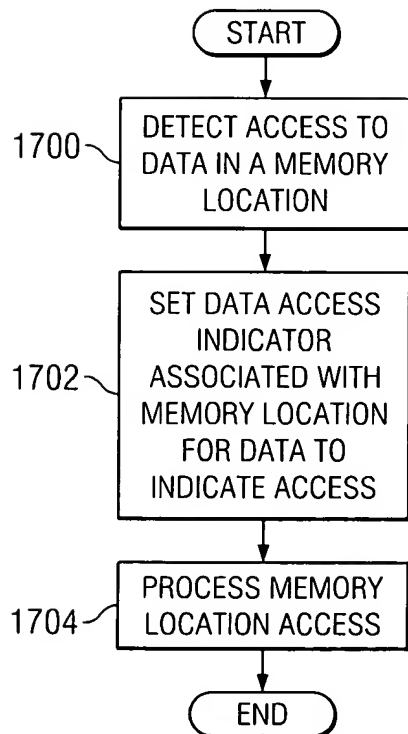 START
1700
DETECT ACCESS TO
DATA IN A MEMORY
LOCATION
1702
SET DATA ACCESS
INDICATOR
ASSOCIATED WITH
MEMORY LOCATION
FOR DATA TO
INDICATE ACCESS
1704
PROCESS MEMORY
LOCATION ACCESS
END